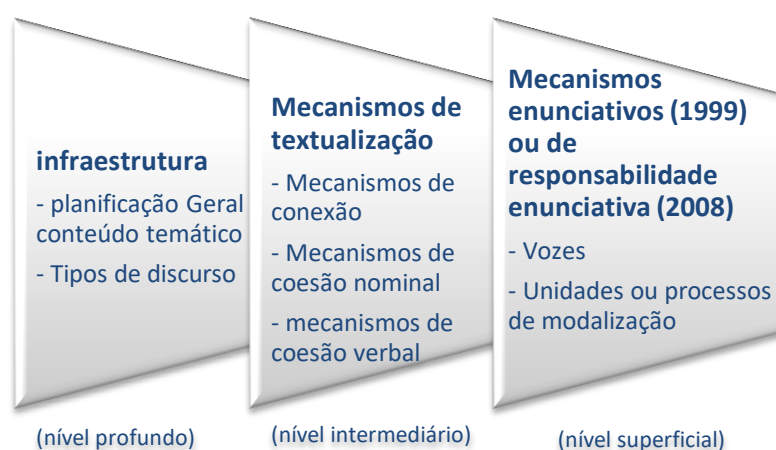 infraestrutura
- planificação Geral
conteúdo temático
- Tipos de discurso
(nível profundo)
Mecanismos de
textualização
- Mecanismos de
conexão
- Mecanismos de
coesão nominal
- mecanismos de
coesão verbal
(nível intermediário)
Mecanismos
enunciativos (1999)
ou de
responsabilidade
enunciativa (2008)
- Vozes
- Unidades ou processos
de modalização
(nível superficial)